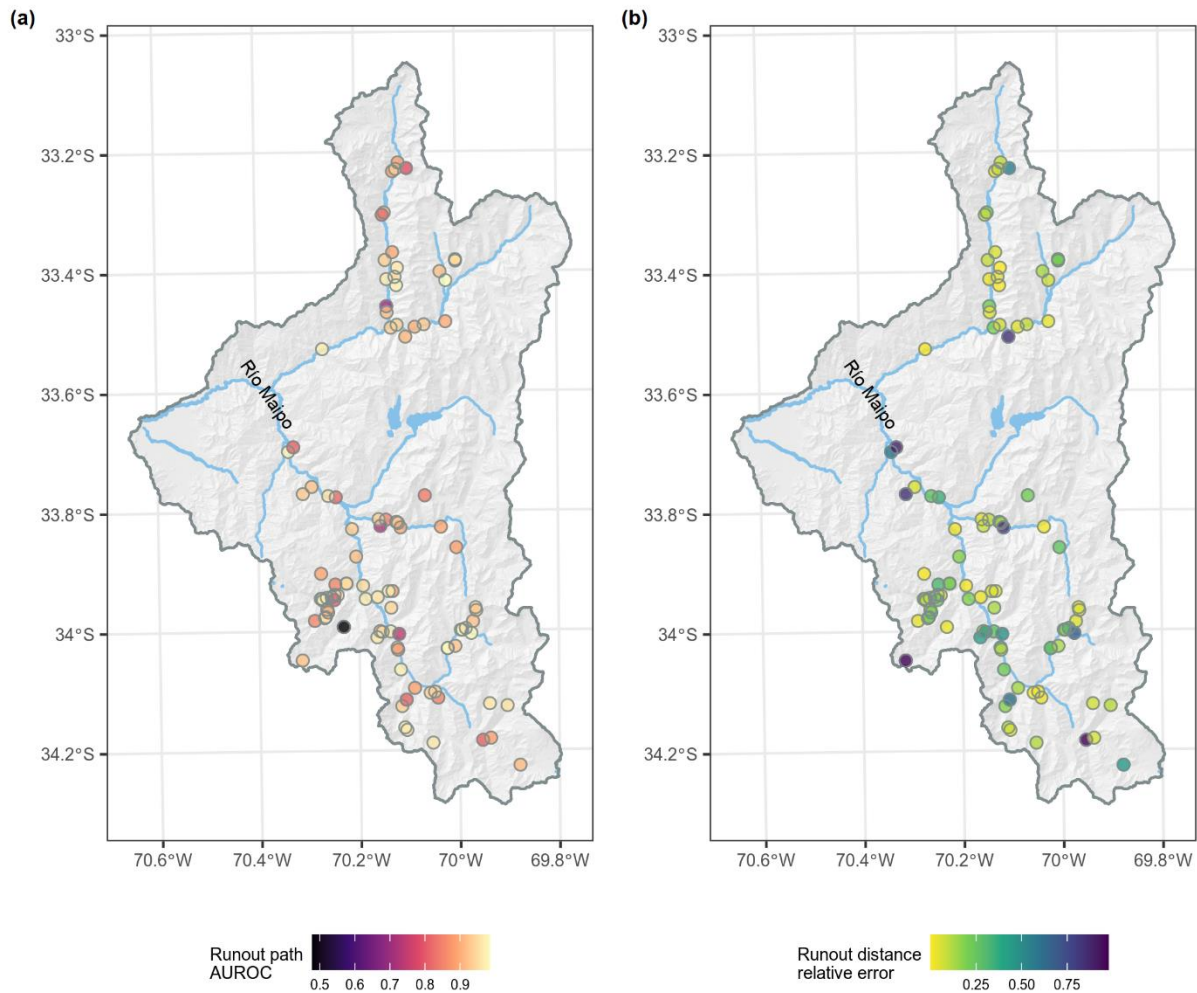 (a)
33°S
33.2°S
33.4°S
33.6°S
33.8°S
34°S
34.2°S
Río Maipo
70.6°W 70.4°W 70.2°W 70°W 69.8°W
Runout path
AUROC
0.5 0.6 0.7 0.8 0.9
(b)
33°S
33.2°S
33.4°S
33.6°S
33.8°S
34°S
34.2°S
Río Maipo
70.6°W 70.4°W 70.2°W 70°W 69.8°W
Runout distance
relative error
0.25 0.50 0.75